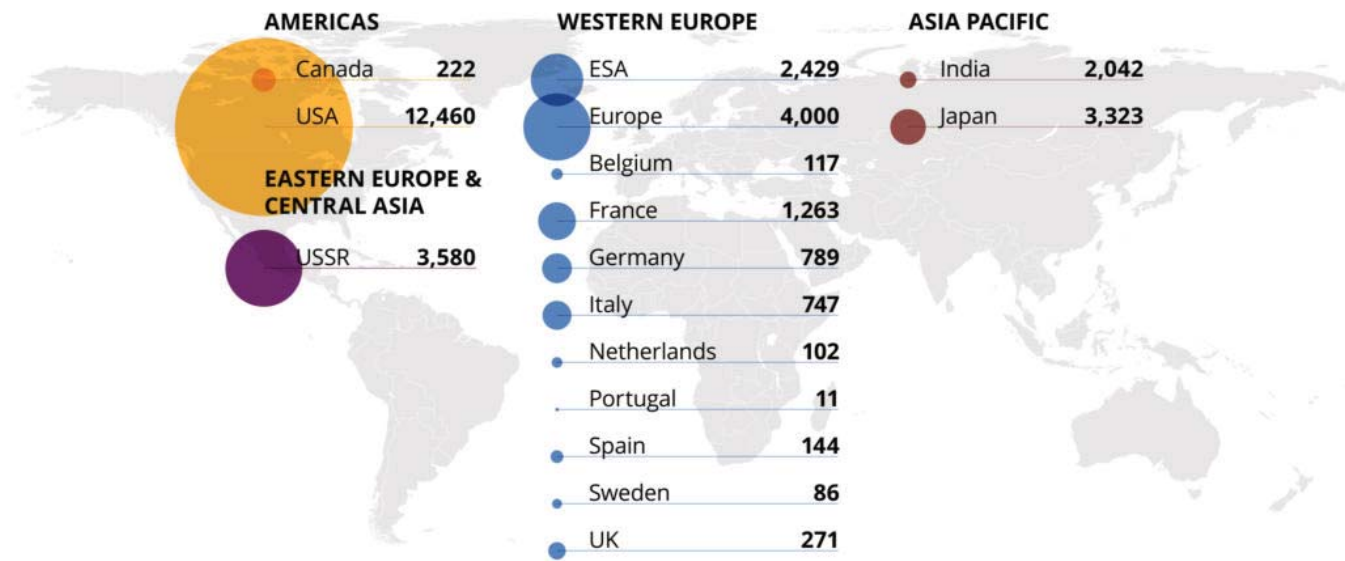 AMERICAS
Canada 222
USA 12,460
EASTERN EUROPE &
CENTRAL ASIA
USSR 3,580
WESTERN EUROPE
ESA 2,429
Europe 4,000
Belgium 117
France 1,263
Germany 789
Italy 747
Netherlands 102
Portugal 11
Spain 144
Sweden 86
UK 271
ASIA PACIFIC
India 2,042
Japan 3,323